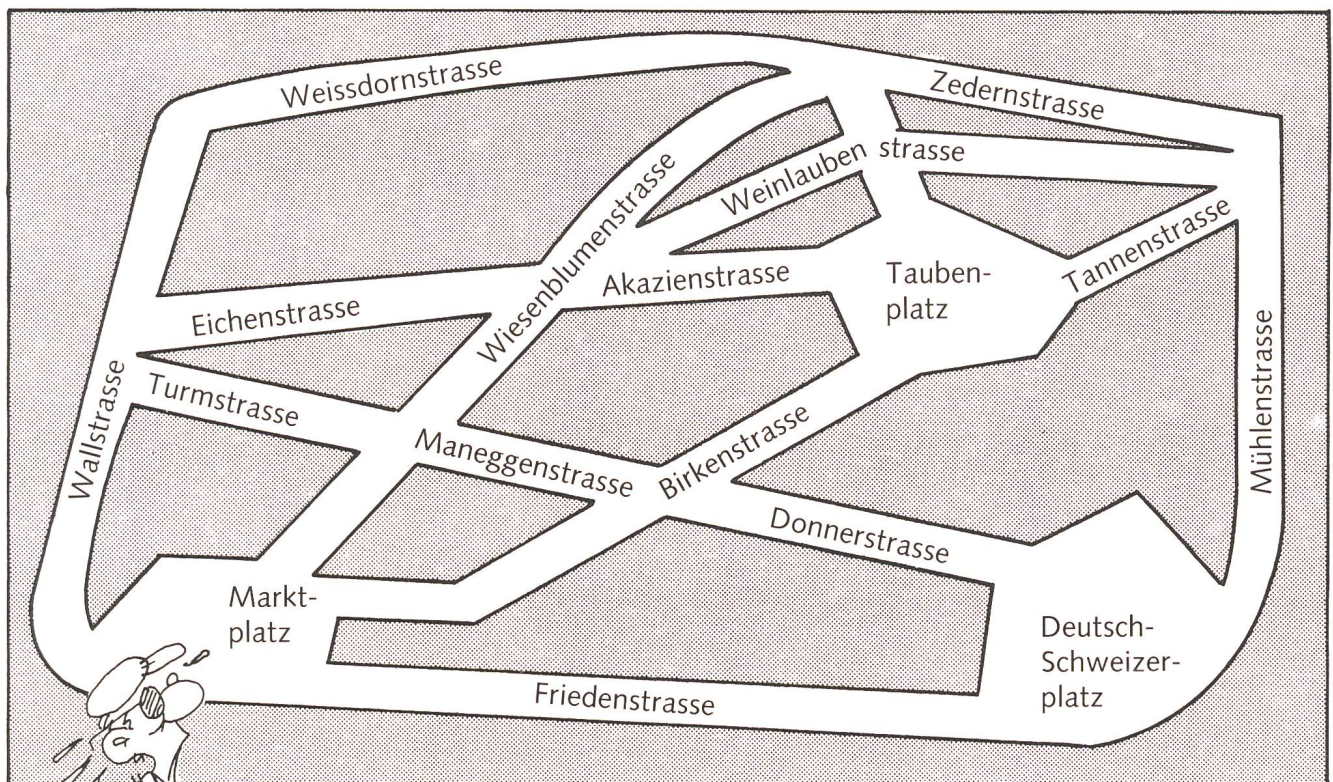 Weissdornstrasse
Zedernstrasse
Weinlauben strasse
Wiesenblumenstrasse
Tannenstrasse
Akazienstrasse
Tauben-
platz
Eichenstrasse
Wallstrasse
Turmstrasse
Maneggenstrasse
Birkenstrasse
Mühlenstrasse
Donnerstrasse
Markt-
platz
Deutsch-
Schweizer-
platz
Friedenstrasse